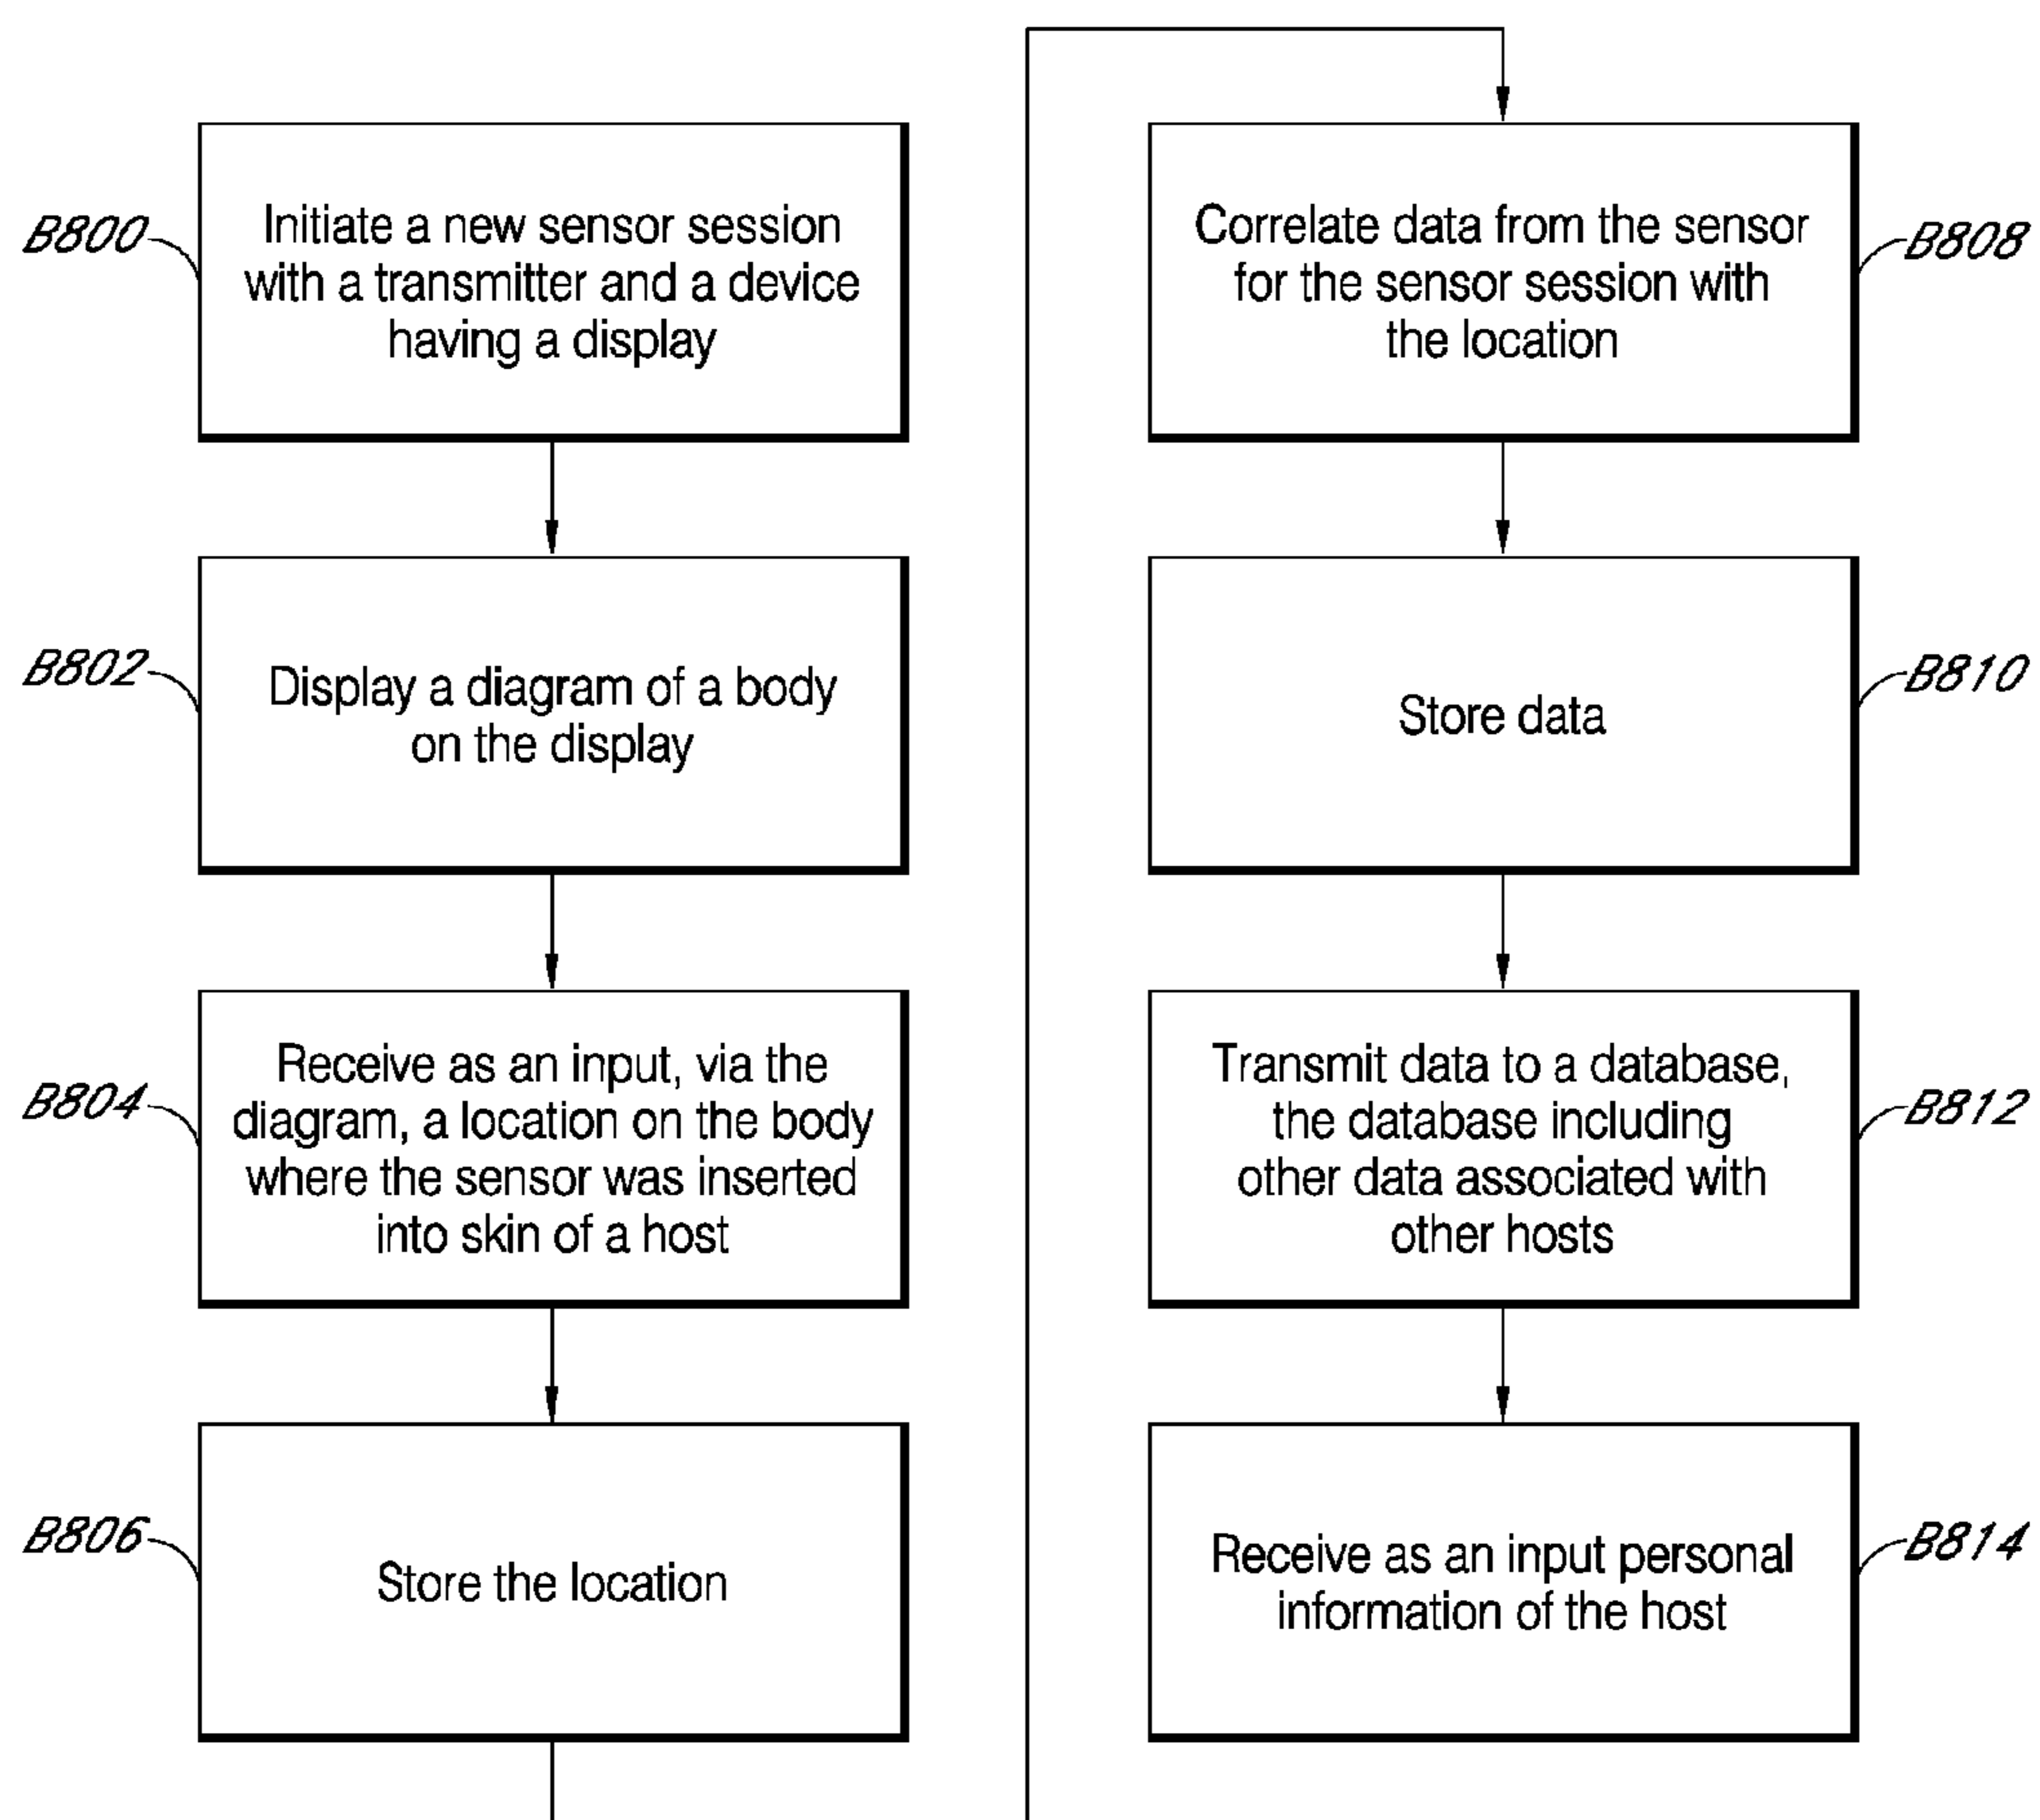 B800
Initiate a new sensor session
with a transmitter and a device
having a display
B802
Display a diagram of a body
on the display
B804
Receive as an input, via the
diagram, a location on the body
where the sensor was inserted
into skin of a host
B806
Store the location
B808
Correlate data from the sensor
for the sensor session with
the location
B810
Store data
B812
Transmit data to a database,
the database including
other data associated with
other hosts
B814
Receive as an input personal
information of the host